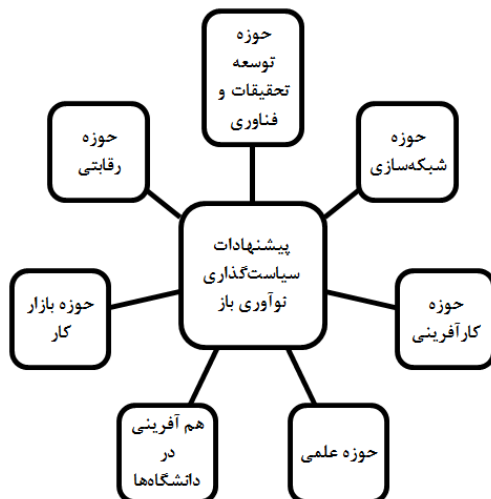 حوزه
توسعه
تحقیقات و
فناوری
حوزه
شبکه‌سازی
حوزه
رقابتی
پیشنهادات
سیاست‌گذاری
نوآوری باز
حوزه
کارآفرینی
حوزه بازار
کار
حوزه علمی
هم آفرینی
در
دانشگاه‌ها